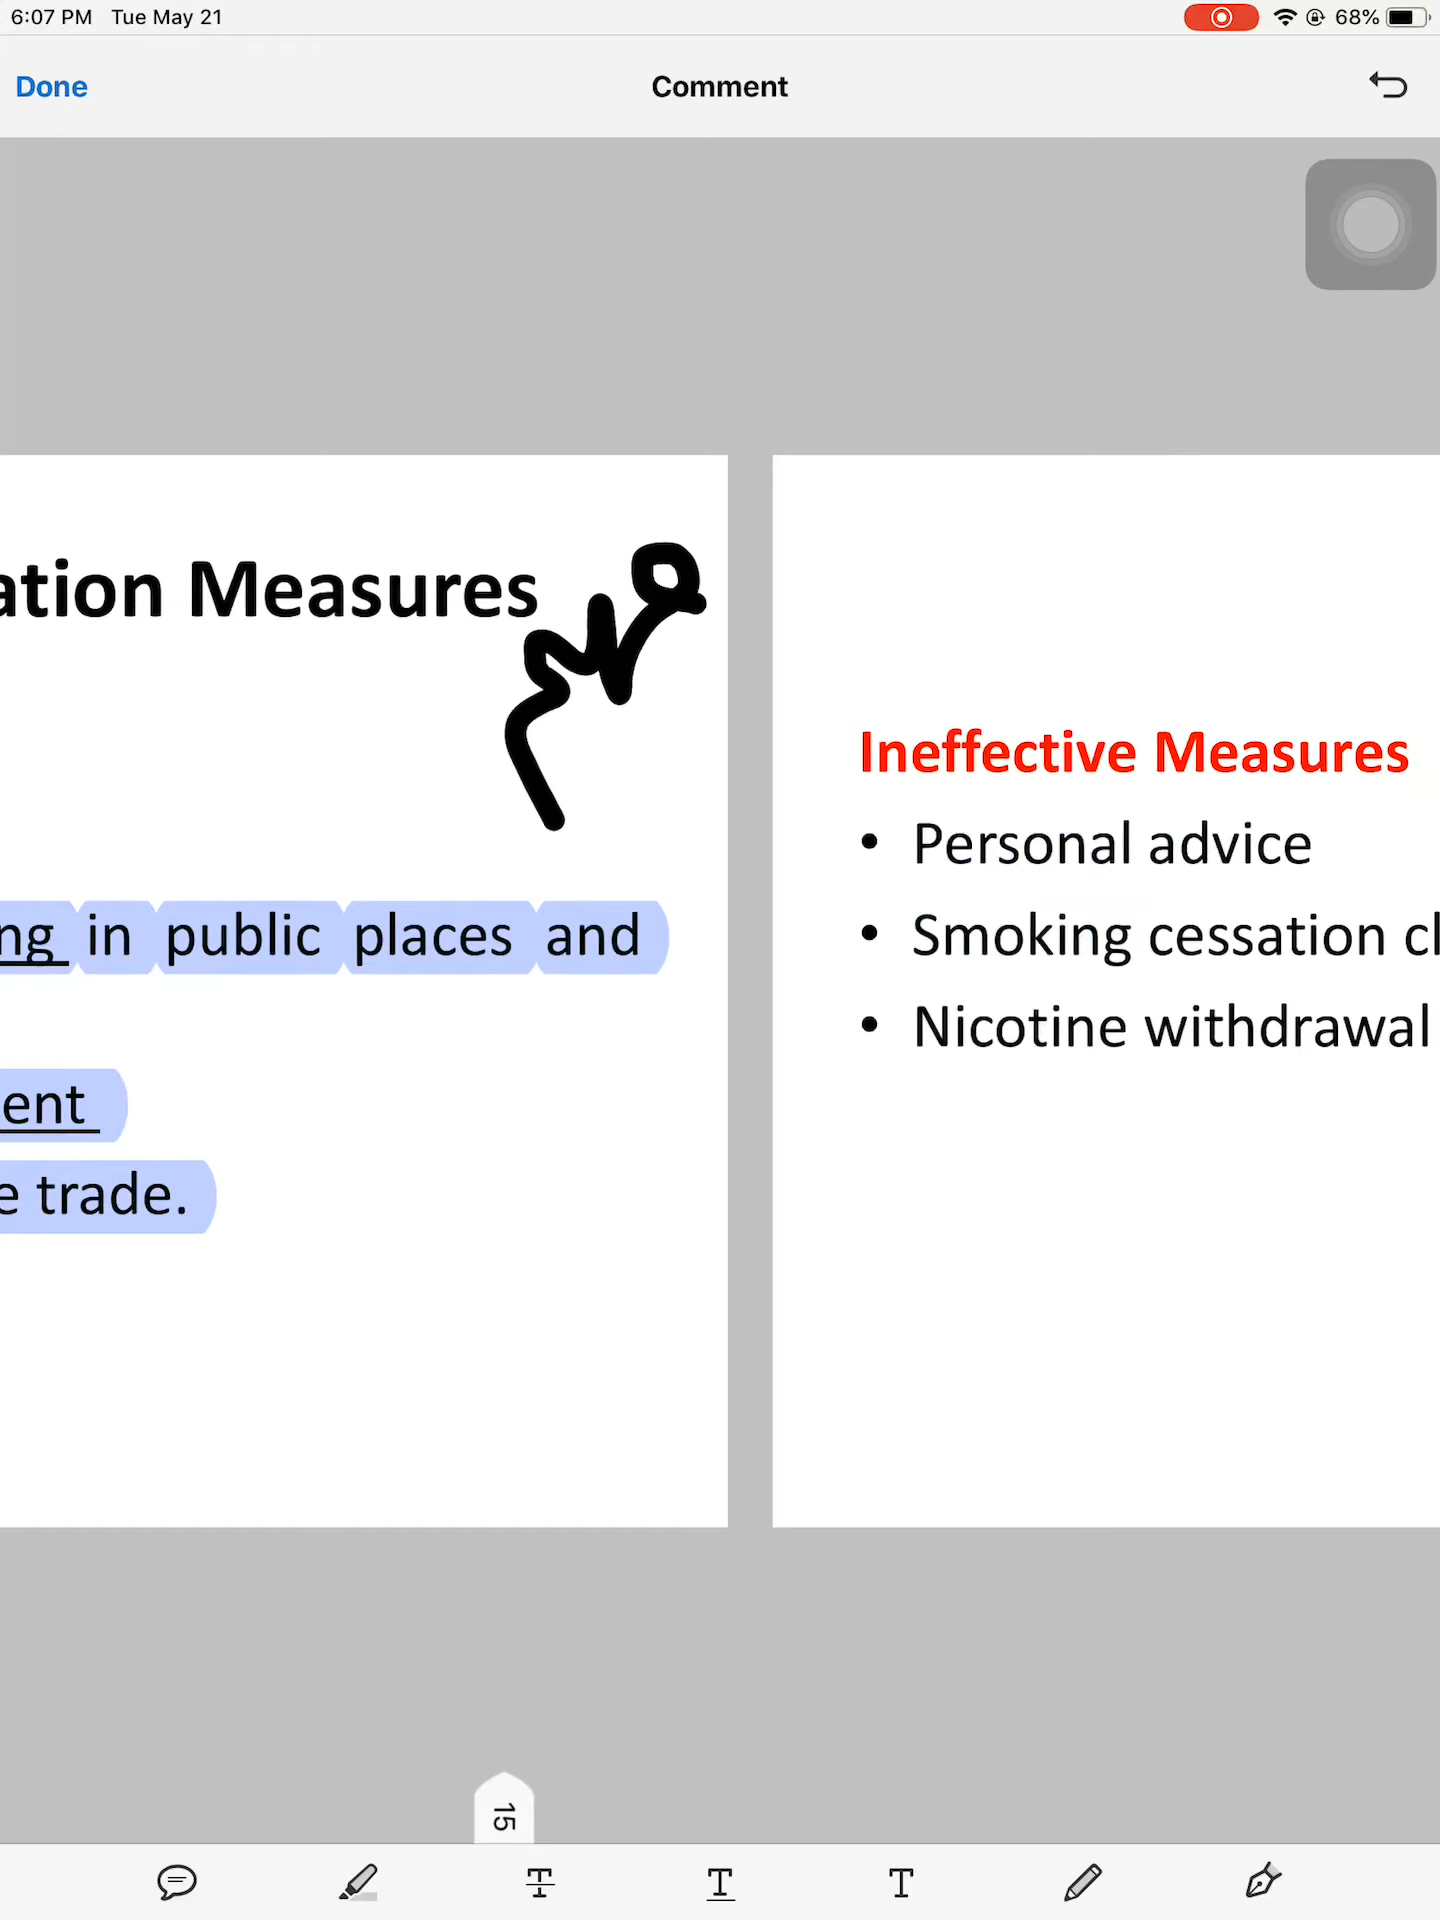 6:07 PM Tue May 21
68%
Done
Comment
ation Measures
ng in public places and
ent
e trade.
Ineffective Measures
• Personal advice
• Smoking cessation cl
• Nicotine withdrawal
15